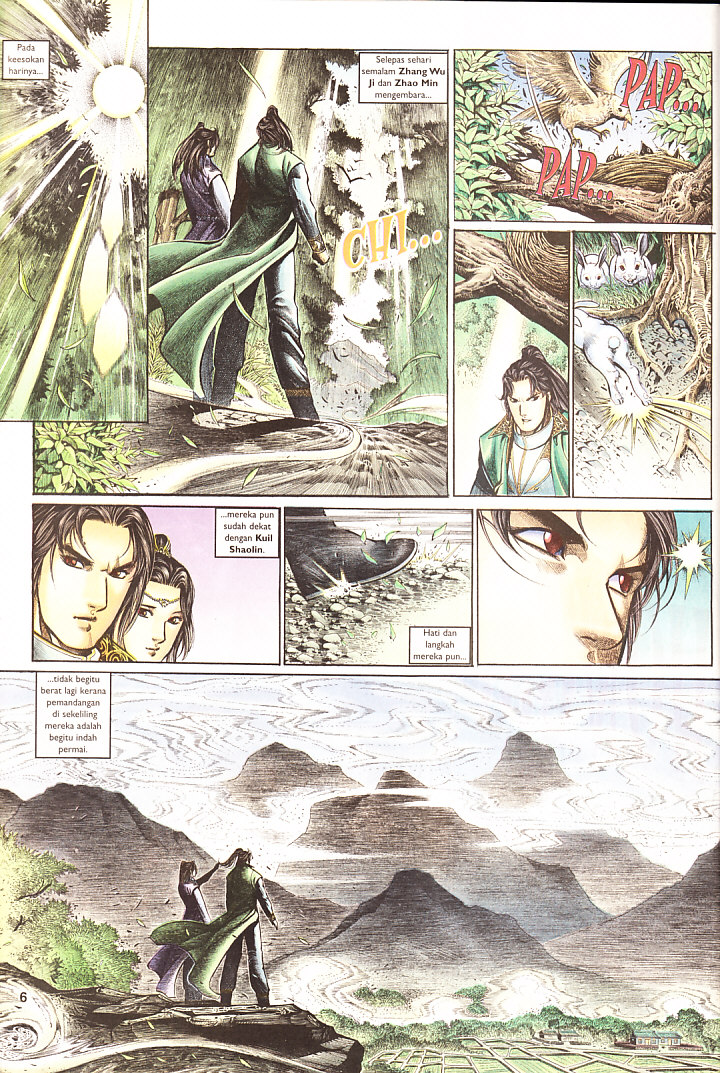 Pada
keesokan
harinya...
Selepas sehari
semalam Zhang Wu
Ji dan Zhao Min
mengembara...
CHI...
PAP...
PAP...
...mereka pun
sudah dekat
dengan Kuil
Shaolin.
Hati dan
langkah
mereka pun...
...tidak begitu
berat lagi kerana
pemandangan
di sekeliling
mereka adalah
begitu indah
permai.
6